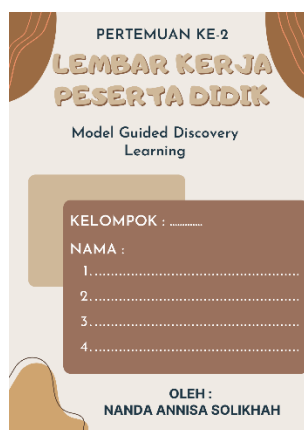 PERTEMUAN KE-2
LEMBAR KERJA
PESERTA DIDIK
Model Guided Discovery
Learning
KELOMPOK : ............
NAMA :
1..................................................
2..................................................
3..................................................
4..................................................
OLEH :
NANDA ANNISA SOLIKHAH